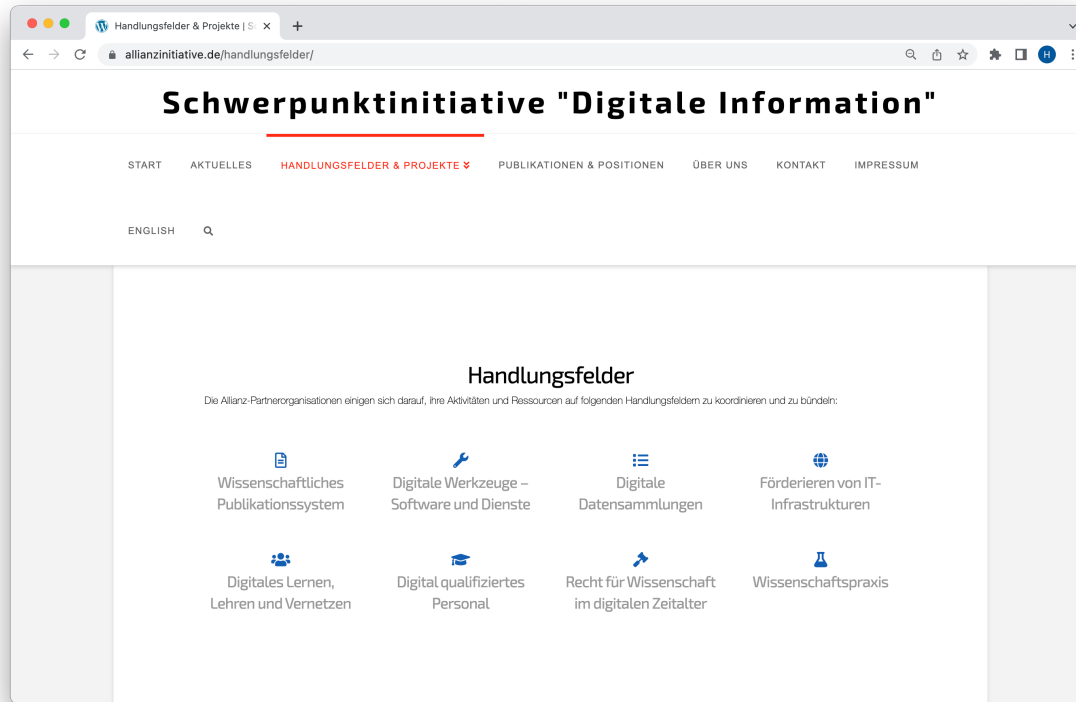 Handlungsfelder & Projekte | S
allianzinitiative.de/handlungsfelder/
H
Schwerpunktinitiative "Digitale Information"
START AKTUELLES HANDLUNGSFELDER & PROJEKTE PUBLIKATIONEN & POSITIONEN ÜBER UNS KONTAKT IMPRESSUM
ENGLISH
Handlungsfelder
Die Allianz-Partnerorganisationen einigen sich darauf, ihre Aktivitäten und Ressourcen auf folgenden Handlungsfeldern zu koordinieren und zu bündeln:
Wissenschaftliches
Publikationssystem
Digitale Werkzeuge –
Software und Dienste
Digitale
Datensammlungen
Förderieren von IT-
Infrastrukturen
Digitales Lernen,
Lehren und Vernetzen
Digital qualifiziertes
Personal
Recht für Wissenschaft
im digitalen Zeitalter
Wissenschaftspraxis